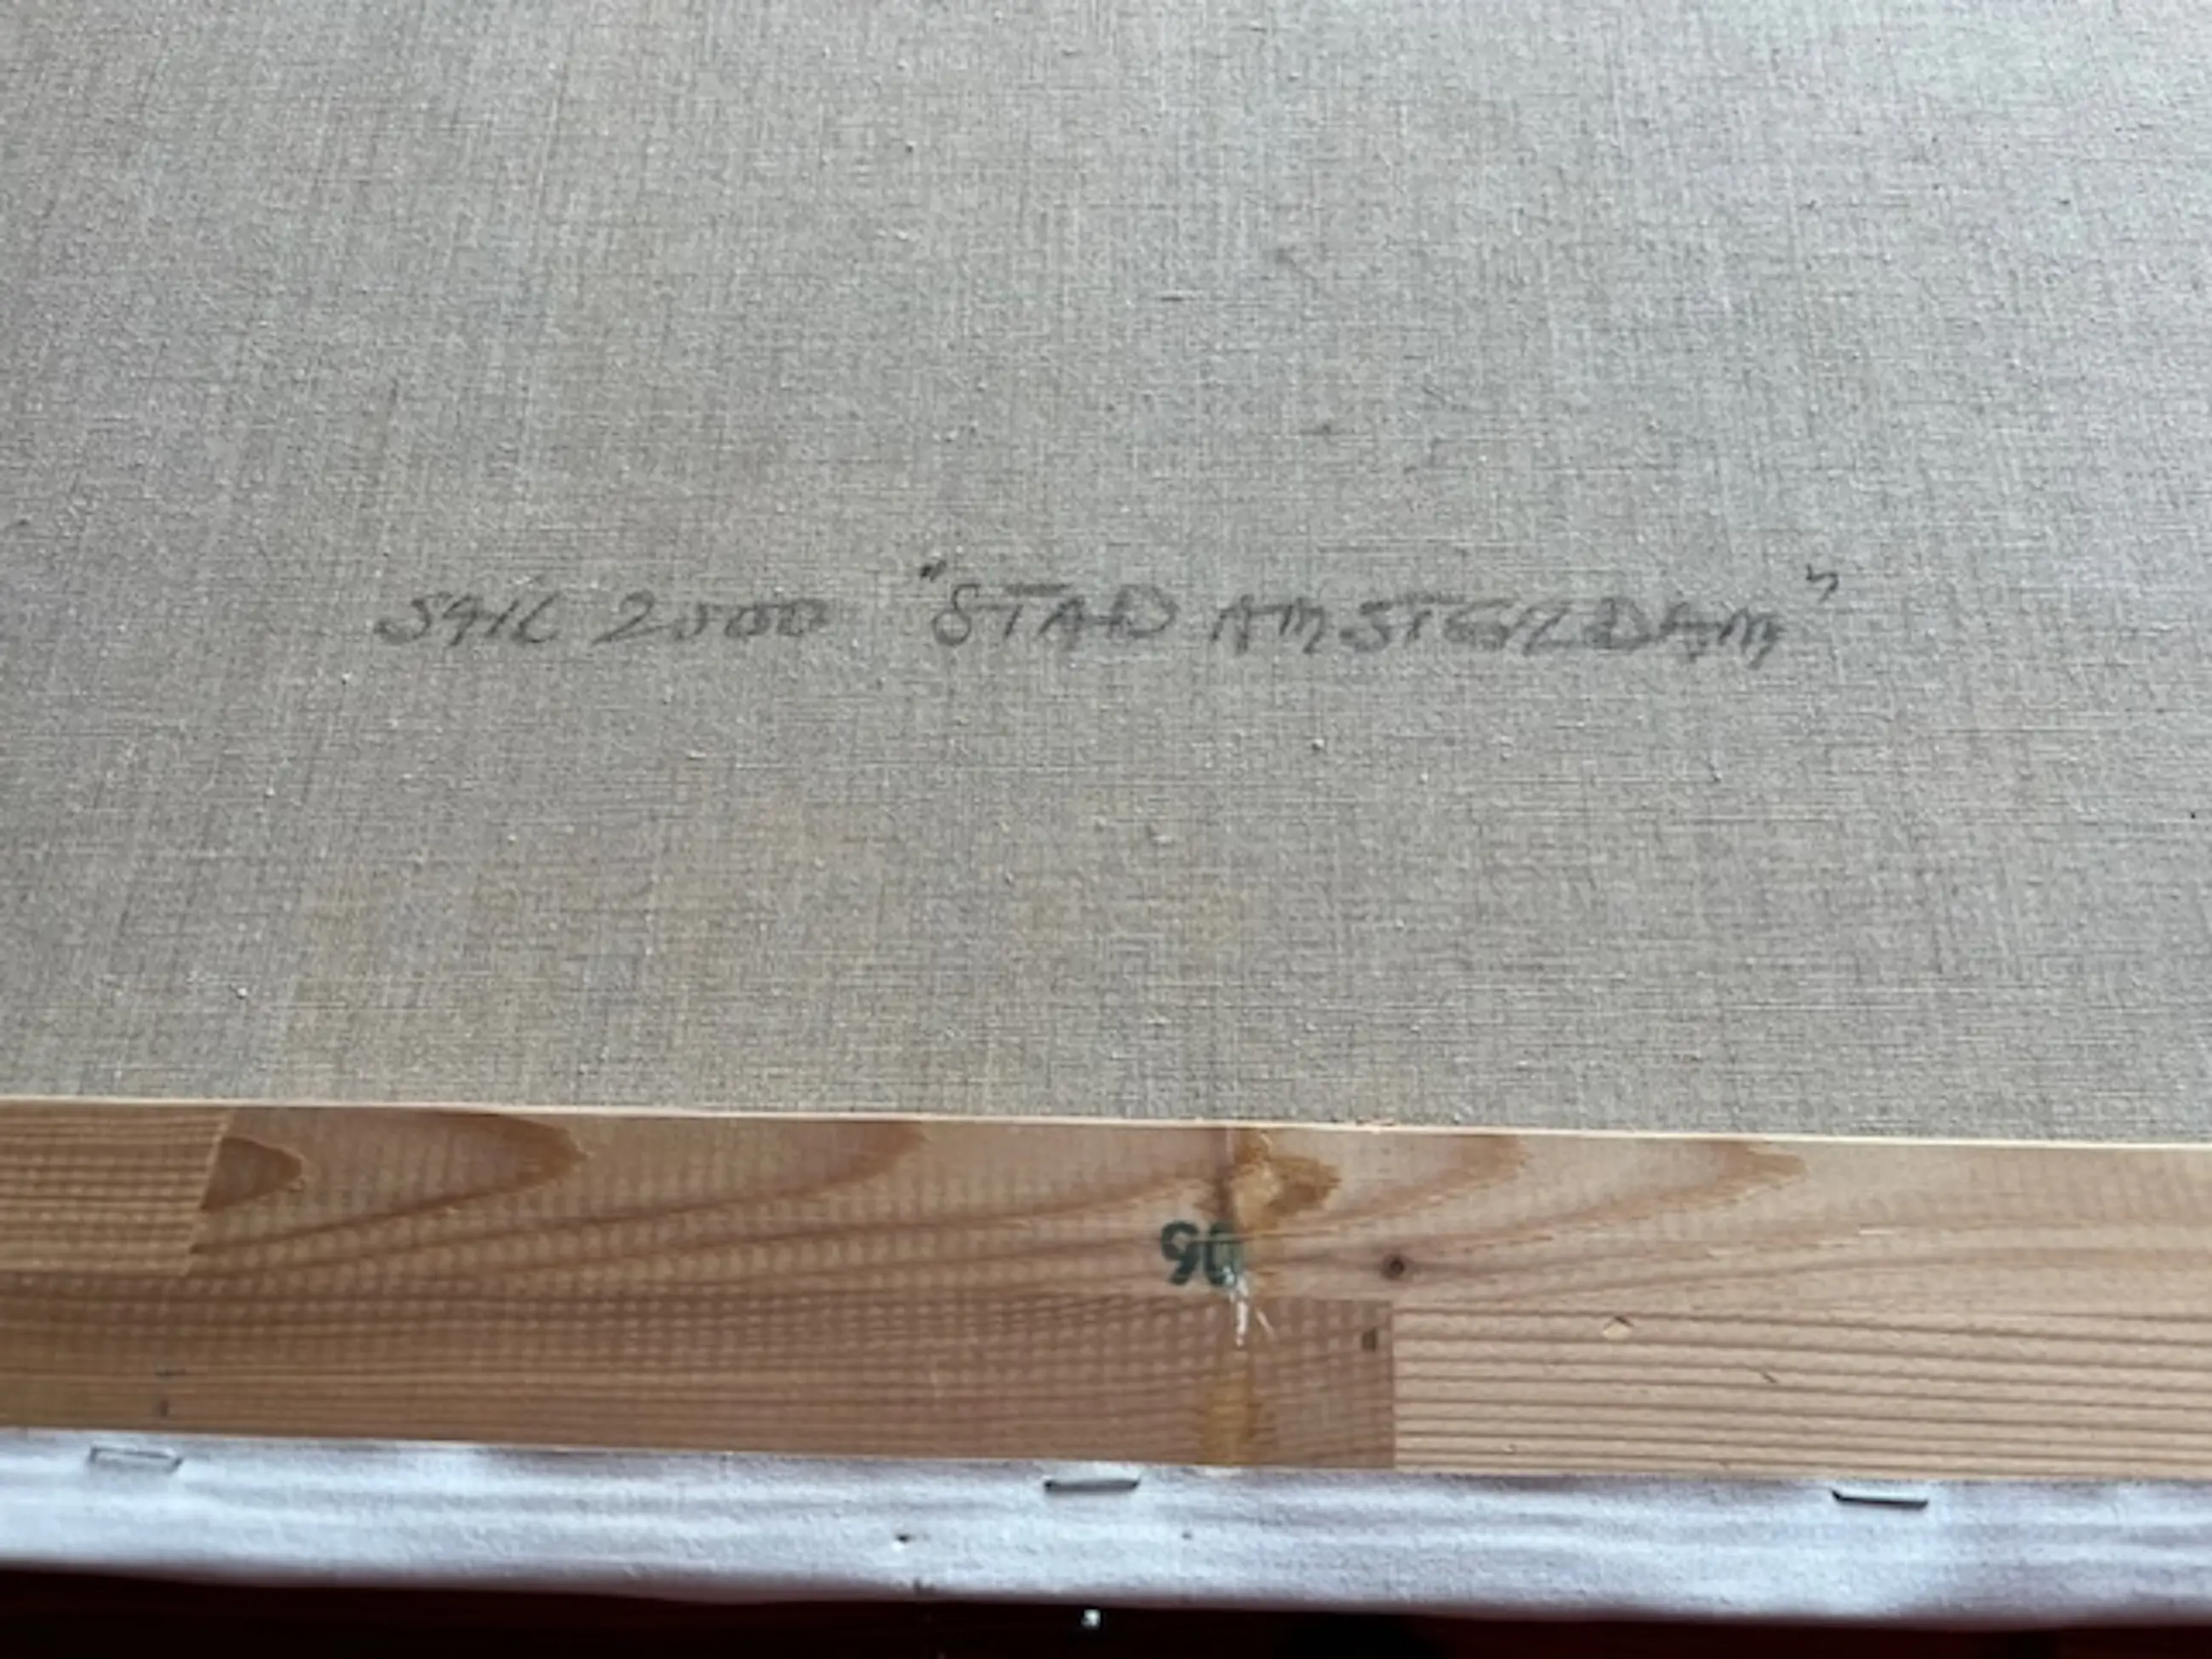 SAIL 2000 "STAD AMSTERDAM"
90